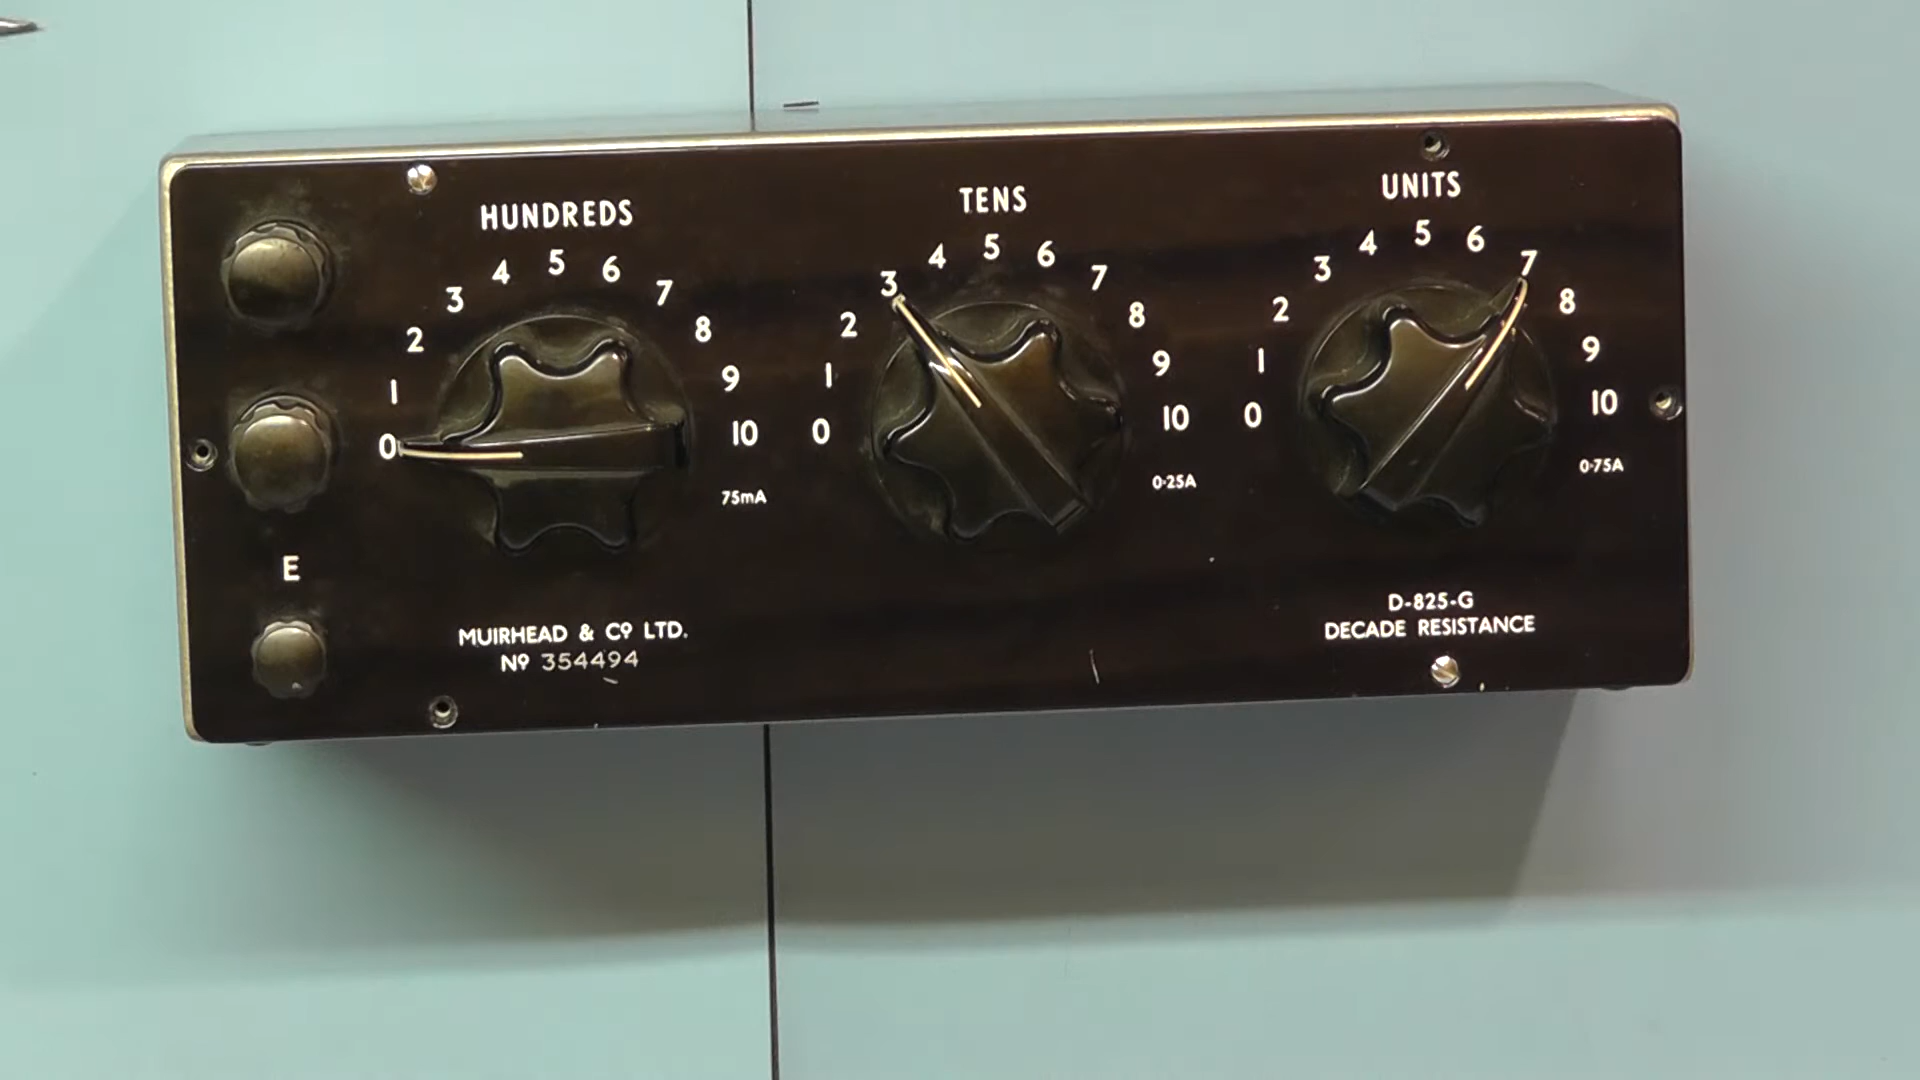 HUNDREDS
0 1 2 3 4 5 6 7 8 9 10
75mA
TENS
0 1 2 3 4 5 6 7 8 9 10
0·25A
UNITS
0 1 2 3 4 5 6 7 8 9 10
0·75A
E
MUIRHEAD & Cº LTD.
Nº 354494
D-825-G
DECADE RESISTANCE